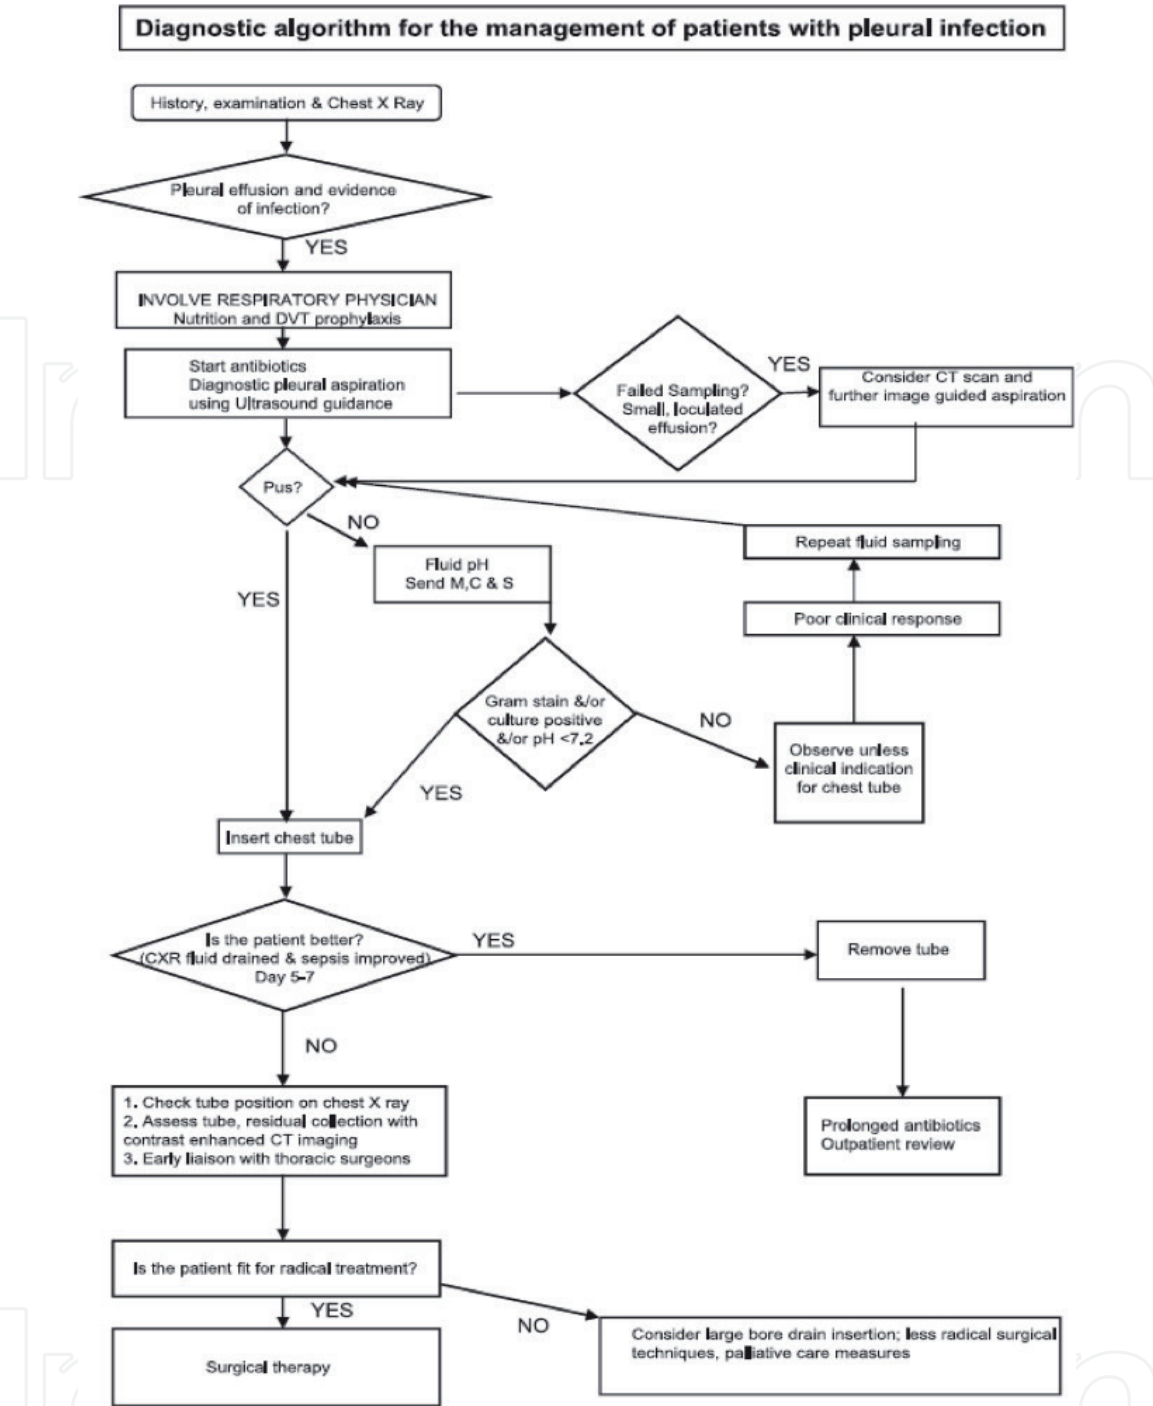 Diagnostic algorithm for the management of patients with pleural infection
History, examination & Chest X Ray
Pleural effusion and evidence
of infection?
YES
INVOLVE RESPIRATORY PHYSICIAN
Nutrition and DVT prophylaxis
Start antibiotics
Diagnostic pleural aspiration
using Ultrasound guidance
Failed Sampling?
Small, loculated
effusion?
YES
Consider CT scan and
further image guided aspiration
Pus?
NO
YES
Fluid pH
Send M,C & S
Repeat fluid sampling
Poor clinical response
Gram stain &/or
culture positive
&/or pH <7.2
NO
YES
Observe unless
clinical indication
for chest tube
Insert chest tube
Is the patient better?
(CXR fluid drained & sepsis improved)
Day 5-7
YES
Remove tube
NO
Prolonged antibiotics
Outpatient review
1. Check tube position on chest X ray
2. Assess tube, residual collection with
contrast enhanced CT imaging
3. Early liaison with thoracic surgeons
Is the patient fit for radical treatment?
YES
NO
Surgical therapy
Consider large bore drain insertion; less radical surgical
techniques, palliative care measures